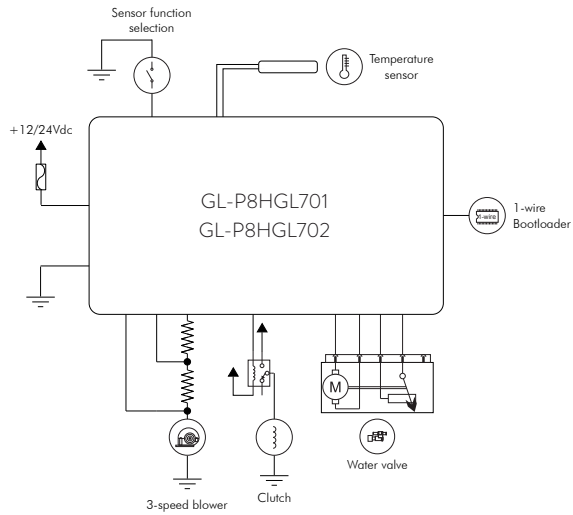 Sensor function
selection
Temperature
sensor
+12/24Vdc
GL-P8HGL701
GL-P8HGL702
1-wire
1-wire
Bootloader
M
Water valve
3-speed blower
Clutch